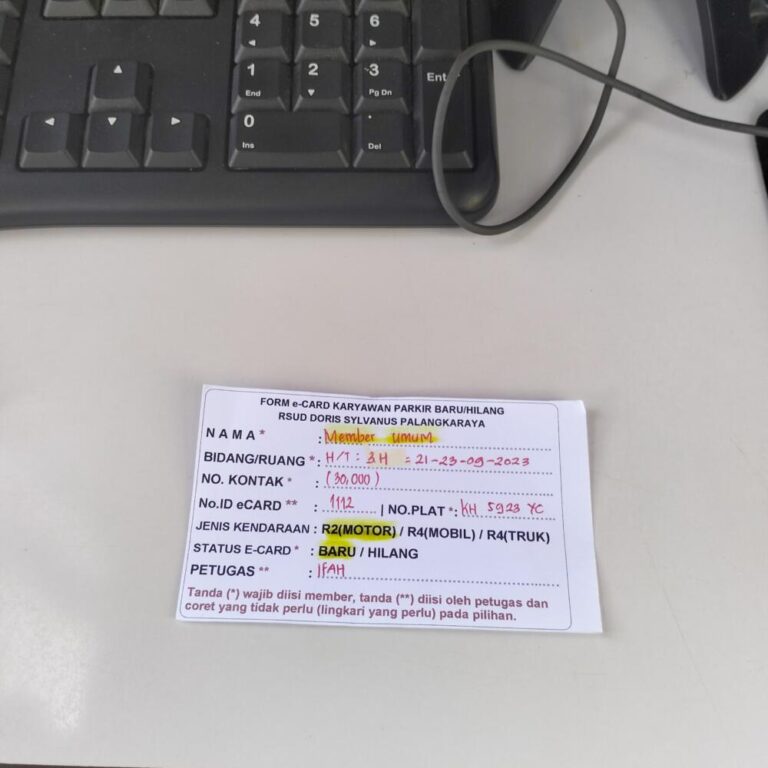 4 5 6
1 2 3 Enter
End Pg Dn
0 .
Ins Del
FORM e-CARD KARYAWAN PARKIR BARU/HILANG
RSUD DORIS SYLVANUS PALANGKARAYA
N A M A * : Member umum
BIDANG/RUANG * : H/T : 3H = 21-23-09-2023
NO. KONTAK * : (30,000)
No.ID eCARD ** : 1112 | NO.PLAT *: KH 5923 YC
JENIS KENDARAAN : R2(MOTOR) / R4(MOBIL) / R4(TRUK)
STATUS E-CARD * : BARU / HILANG
PETUGAS ** : IFAH
Tanda (*) wajib diisi member, tanda (**) diisi oleh petugas dan
coret yang tidak perlu (lingkari yang perlu) pada pilihan.